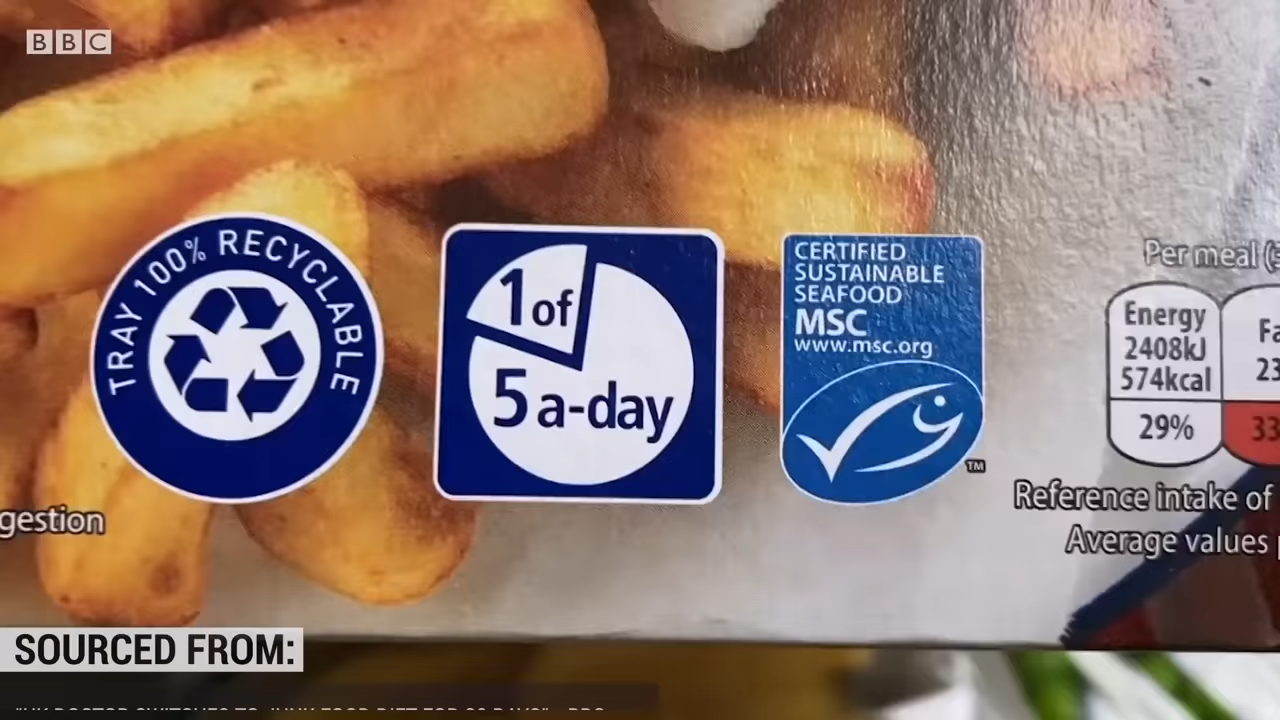 BBC
TRAY 100% RECYCLABLE
1 of
5 a-day
CERTIFIED
SUSTAINABLE
SEAFOOD
MSC
www.msc.org
TM
Per meal
Energy
2408kJ
574kcal
29%
23
33
gestion
Reference intake of
Average values
SOURCED FROM: